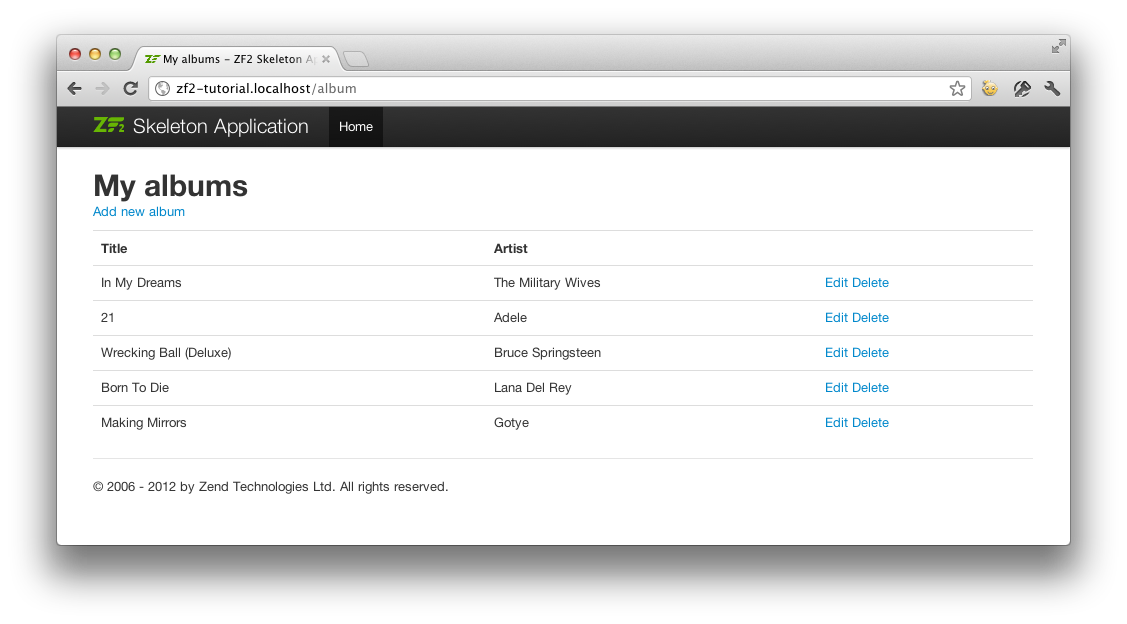 My albums – ZF2 Skeleton Ap
zf2-tutorial.localhost/album
ZF2 Skeleton Application Home
My albums
Add new album
Title Artist
In My Dreams The Military Wives Edit Delete
21 Adele Edit Delete
Wrecking Ball (Deluxe) Bruce Springsteen Edit Delete
Born To Die Lana Del Rey Edit Delete
Making Mirrors Gotye Edit Delete
© 2006 - 2012 by Zend Technologies Ltd. All rights reserved.